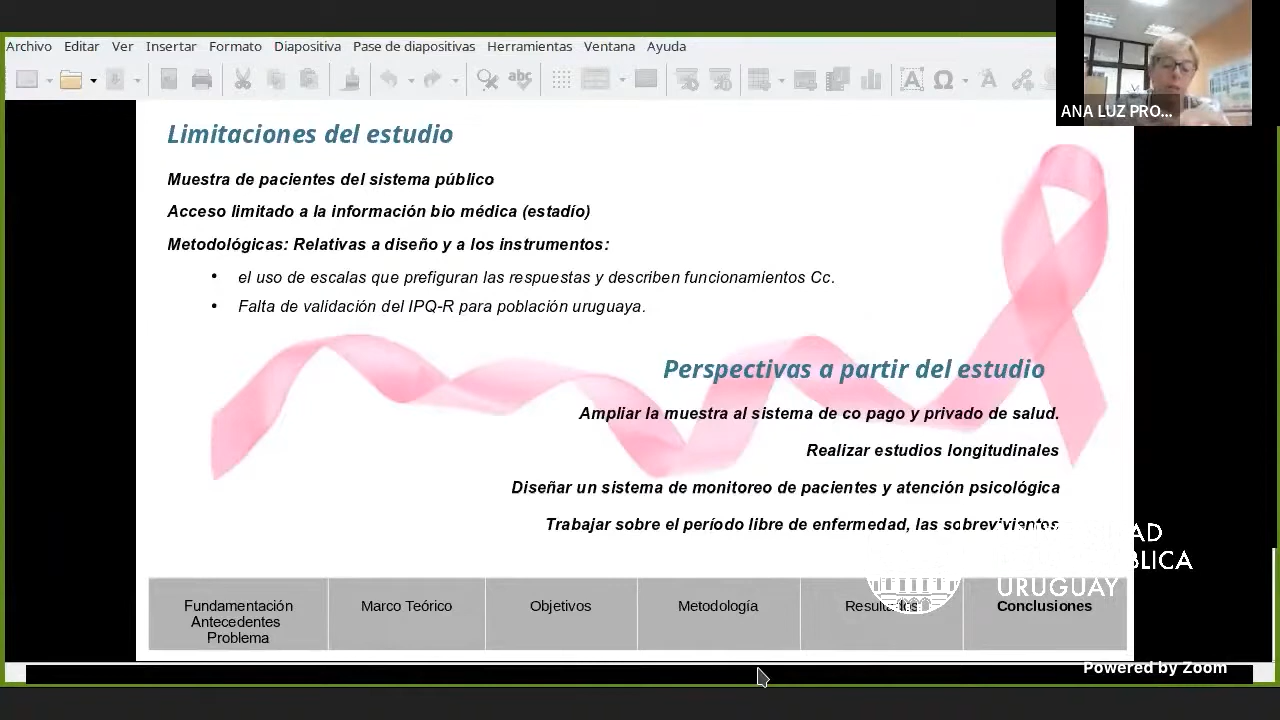 Archivo Editar Ver Insertar Formato Diapositiva Pase de diapositivas Herramientas Ventana Ayuda
ANA LUZ PRO...
Limitaciones del estudio
Muestra de pacientes del sistema público
Acceso limitado a la información bio médica (estadío)
Metodológicas: Relativas a diseño y a los instrumentos:
• el uso de escalas que prefiguran las respuestas y describen funcionamientos Cc.
• Falta de validación del IPQ-R para población uruguaya.
Perspectivas a partir del estudio
Ampliar la muestra al sistema de co pago y privado de salud.
Realizar estudios longitudinales
Diseñar un sistema de monitoreo de pacientes y atención psicológica
Trabajar sobre el período libre de enfermedad, las sobrevivientes
URUGUAY
Fundamentación
Antecedentes
Problema
Marco Teórico
Objetivos
Metodología
Resultados
Conclusiones
Powered by Zoom